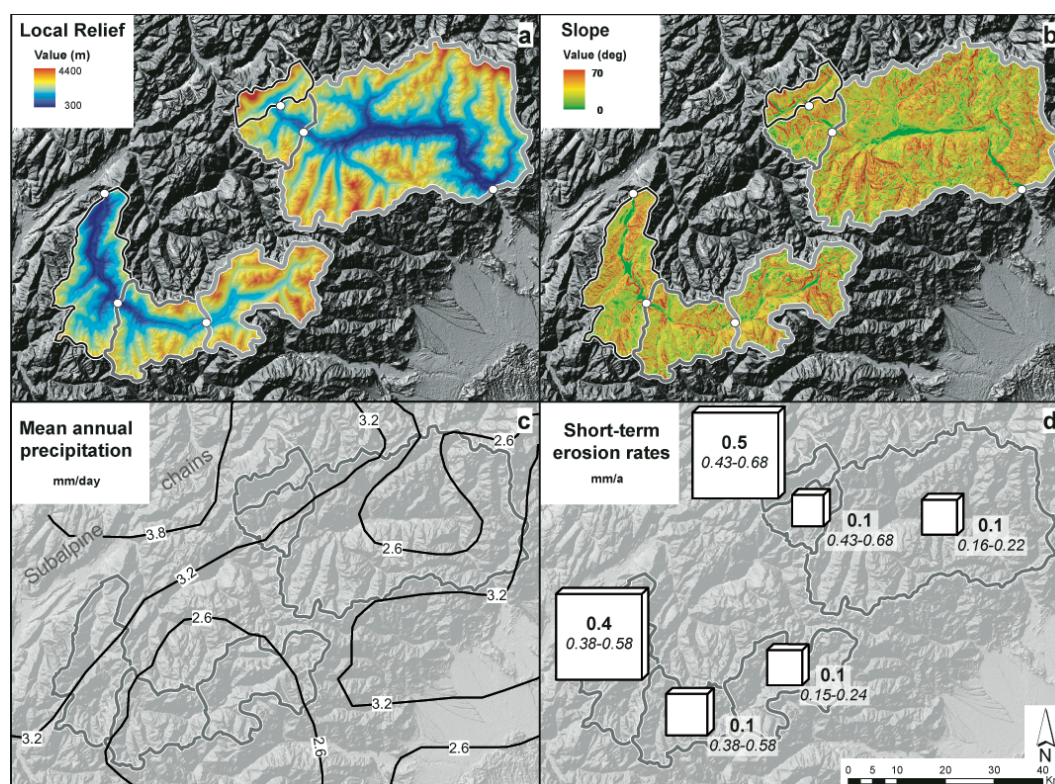 Local Relief
Value (m)
4400
300
a
Slope
Value (deg)
70
0
b
Mean annual
precipitation
mm/day
c
Subalpine
chains
3.2
2.6
3.8
3.2
2.6
2.6
3.2
3.2
3.2
2.6
2.6
Short-term
erosion rates
mm/a
d
0.5
0.43-0.68
0.1
0.43-0.68
0.1
0.16-0.22
0.4
0.38-0.58
0.1
0.15-0.24
0.1
0.38-0.58
N
0 10 20 30 40